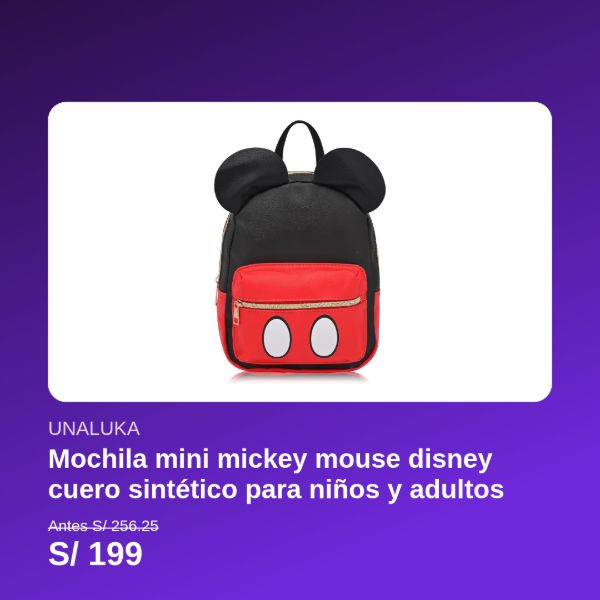 UNALUKA
Mochila mini mickey mouse disney
cuero sintético para niños y adultos
Antes S/ 256.25
S/ 199